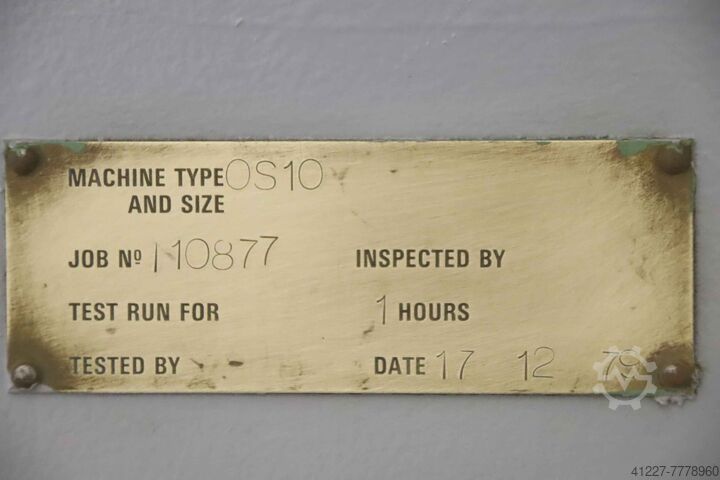 MACHINE TYPE OS10
AND SIZE
JOB Nº 110877 INSPECTED BY
TEST RUN FOR 1 HOURS
TESTED BY DATE 17 12 79
41227-7778960